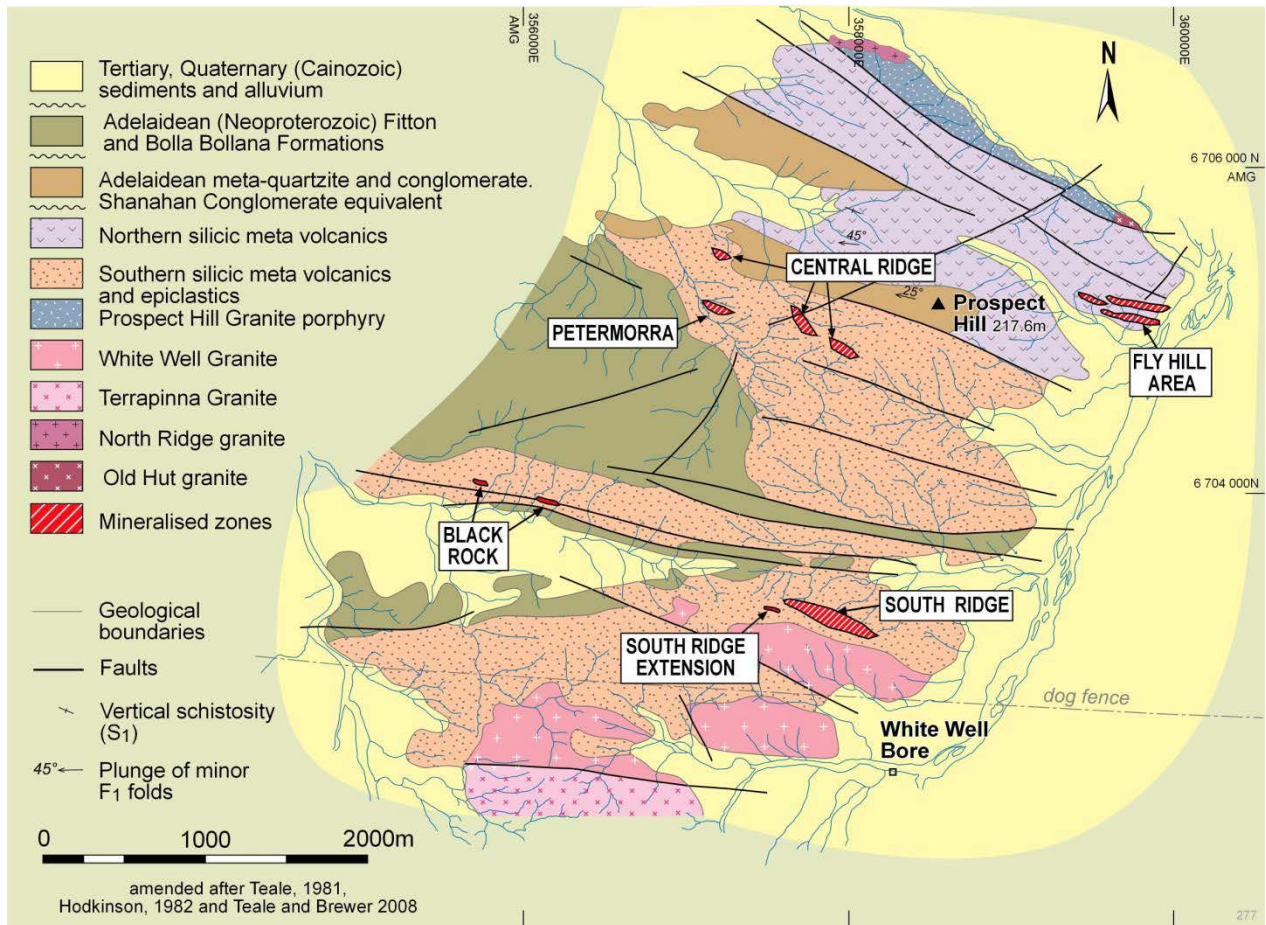 Tertiary, Quaternary (Cainozoic)
sediments and alluvium
Adelaidean (Neoproterozoic) Fitton
and Bolla Bollana Formations
Adelaidean meta-quartzite and conglomerate.
Shanahan Conglomerate equivalent
Northern silicic meta volcanics
Southern silicic meta volcanics
and epiclastics
Prospect Hill Granite porphyry
White Well Granite
Terrapinna Granite
North Ridge granite
Old Hut granite
Mineralised zones
Geological
boundaries
Faults
Vertical schistosity
(S1)
45°
Plunge of minor
F1 folds
0 1000 2000m
amended after Teale, 1981,
Hodkinson, 1982 and Teale and Brewer 2008
356000E
AMG
358000E
360000E
N
6 706 000 N
AMG
45°
CENTRAL RIDGE
25°
Prospect
Hill 217.6m
PETERMORRA
FLY HILL
AREA
6 704 000N
BLACK
ROCK
SOUTH RIDGE
SOUTH RIDGE
EXTENSION
dog fence
White Well
Bore
277